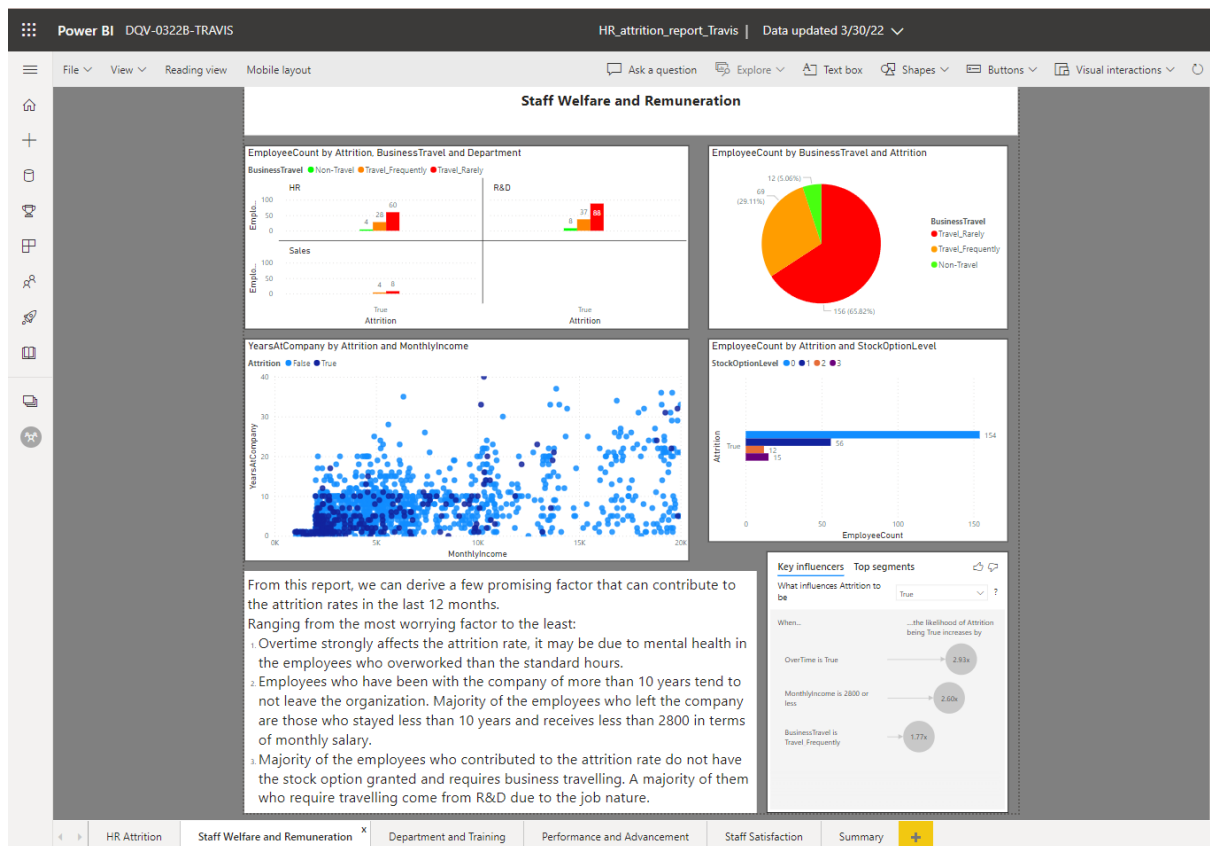 Power BI DQV-0322B-TRAVIS
HR_attrition_report_Travis | Data updated 3/30/22
File View Reading view Mobile layout
Ask a question Explore Text box Shapes Buttons Visual interactions
Staff Welfare and Remuneration
EmployeeCount by Attrition, BusinessTravel and Department
BusinessTravel Non-Travel Travel_Frequently Travel_Rarely
HR
R&D
Emplo...
100
50
0
4 28 60
8 37 88
Sales
Emplo...
100
50
0
4 8
True
True
Attrition
Attrition
EmployeeCount by BusinessTravel and Attrition
12 (5.06%)
69
(29.11%)
156 (65.82%)
BusinessTravel
Travel_Rarely
Travel_Frequently
Non-Travel
YearsAtCompany by Attrition and MonthlyIncome
Attrition False True
YearsAtCompany
40
30
20
10
0
0K 5K 10K 15K 20K
MonthlyIncome
EmployeeCount by Attrition and StockOptionLevel
StockOptionLevel 0 1 2 3
Attrition
True
154
56
12
15
0 50 100 150
EmployeeCount
From this report, we can derive a few promising factor that can contribute to
the attrition rates in the last 12 months.
Ranging from the most worrying factor to the least:
1. Overtime strongly affects the attrition rate, it may be due to mental health in
the employees who overworked than the standard hours.
2. Employees who have been with the company of more than 10 years tend to
not leave the organization. Majority of the employees who left the company
are those who stayed less than 10 years and receives less than 2800 in terms
of monthly salary.
3. Majority of the employees who contributed to the attrition rate do not have
the stock option granted and requires business travelling. A majority of them
who require travelling come from R&D due to the job nature.
Key influencers Top segments
What influences Attrition to
be
True
?
When...
...the likelihood of Attrition
being True increases by
OverTime is True
2.93x
MonthlyIncome is 2800 or
less
2.60x
BusinessTravel is
Travel_Frequently
1.77x
HR Attrition Staff Welfare and Remuneration x Department and Training Performance and Advancement Staff Satisfaction Summary +